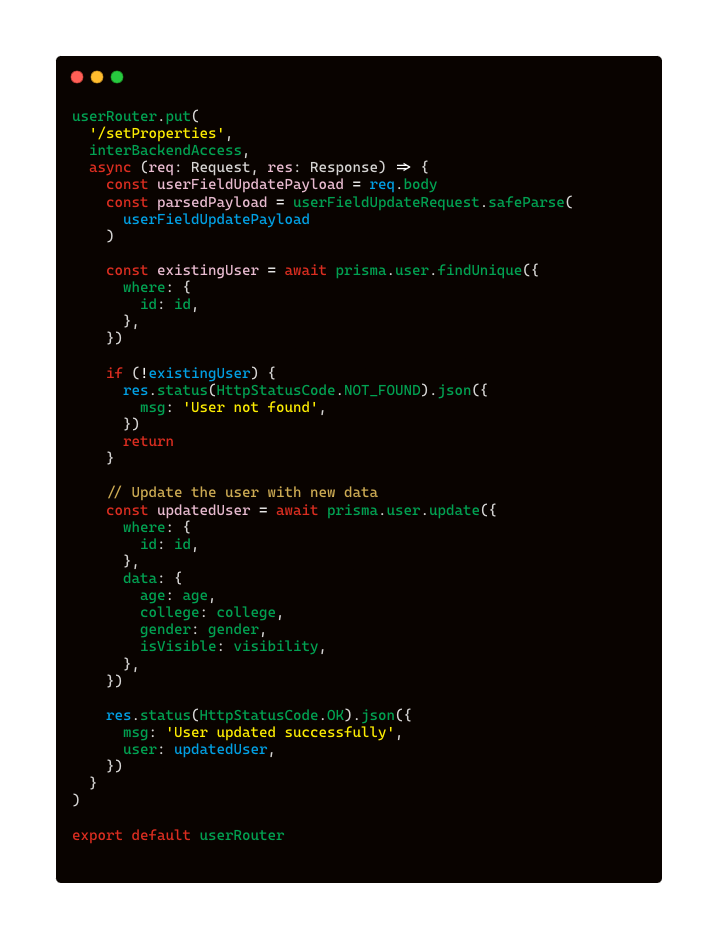 userRouter.put(
  '/setProperties',
  interBackendAccess,
  async (req: Request, res: Response) => {
    const userFieldUpdatePayload = req.body
    const parsedPayload = userFieldUpdateRequest.safeParse(
      userFieldUpdatePayload
    )

    const existingUser = await prisma.user.findUnique({
      where: {
        id: id,
      },
    })

    if (!existingUser) {
      res.status(HttpStatusCode.NOT_FOUND).json({
        msg: 'User not found',
      })
      return
    }

    // Update the user with new data
    const updatedUser = await prisma.user.update({
      where: {
        id: id,
      },
      data: {
        age: age,
        college: college,
        gender: gender,
        isVisible: visibility,
      },
    })

    res.status(HttpStatusCode.OK).json({
      msg: 'User updated successfully',
      user: updatedUser,
    })
  }
)

export default userRouter